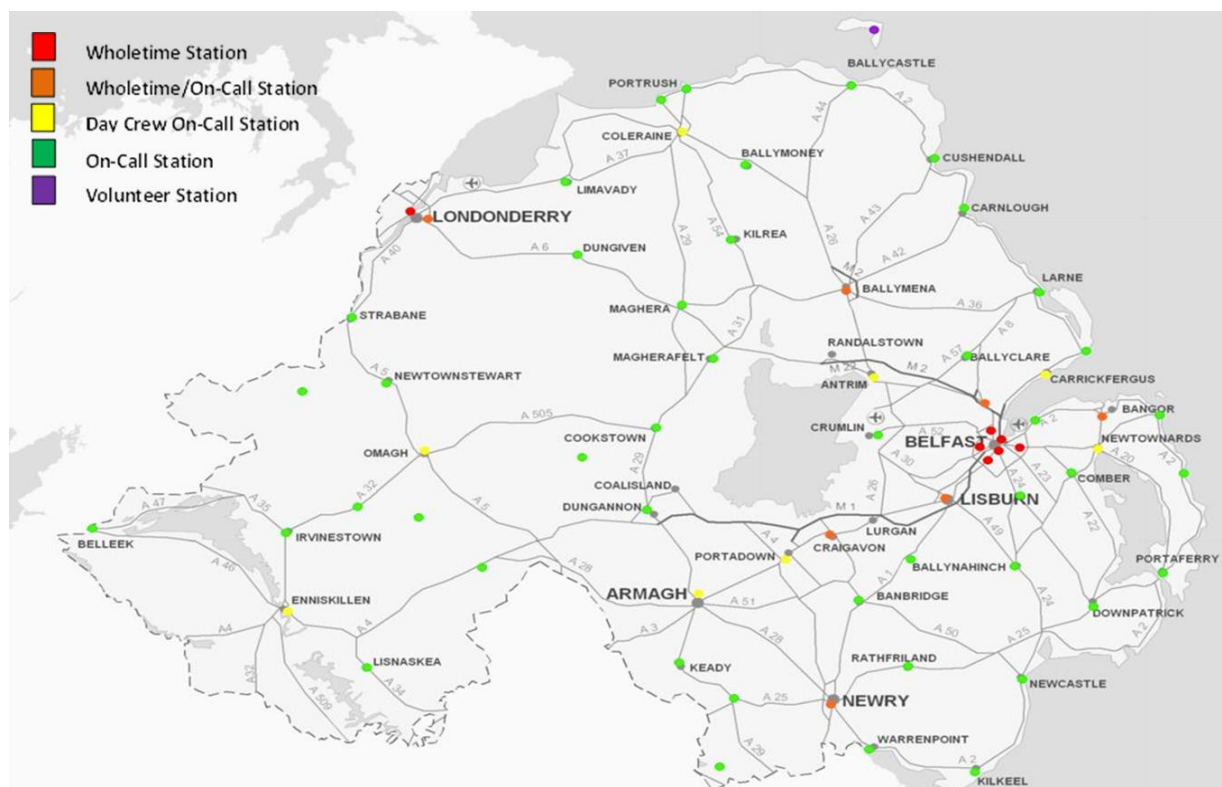 Wholetime Station
Wholetime/On-Call Station
Day Crew On-Call Station
On-Call Station
Volunteer Station
BALLYCASTLE
PORTRUSH
A 44
A 2
COLERAINE
A 37
BALLYMONEY
CUSHENDALL
LIMAVADY
LONDONDERRY
CARNLOUGH
A 43
A 54
A 29
KILREA
A 26
A 42
A 6
DUNGIVEN
A 40
M 2
BALLYMENA
LARNE
A 36
MAGHERA
STRABANE
A 31
A 8
RANDALSTOWN
MAGHERAFELT
A 57
BALLYCLARE
M 22
M 2
A 5
NEWTOWNSTEWART
ANTRIM
CARRICKFERGUS
A 505
BANGOR
COOKSTOWN
CRUMLIN
A 52
BELFAST
A 2
NEWTOWNARDS
OMAGH
A 29
A 30
A 23
A 20
A 2
COALISLAND
A 26
A 24
COMBER
A 32
A 5
A 47
A 35
DUNGANNON
M 1
LISBURN
A 22
LURGAN
BELLEEK
IRVINESTOWN
A 4
CRAIGAVON
A 49
PORTADOWN
A 1
BALLYNAHINCH
PORTAFERRY
A 46
A 28
ENNISKILLEN
ARMAGH
A 51
BANBRIDGE
A 24
DOWNPATRICK
A4
A 4
A 3
A 28
A 50
A 25
A 2
A32
LISNASKEA
KEADY
RATHFRILAND
A 34
A 509
A 25
NEWRY
NEWCASTLE
A 29
WARRENPOINT
A 2
KILKEEL